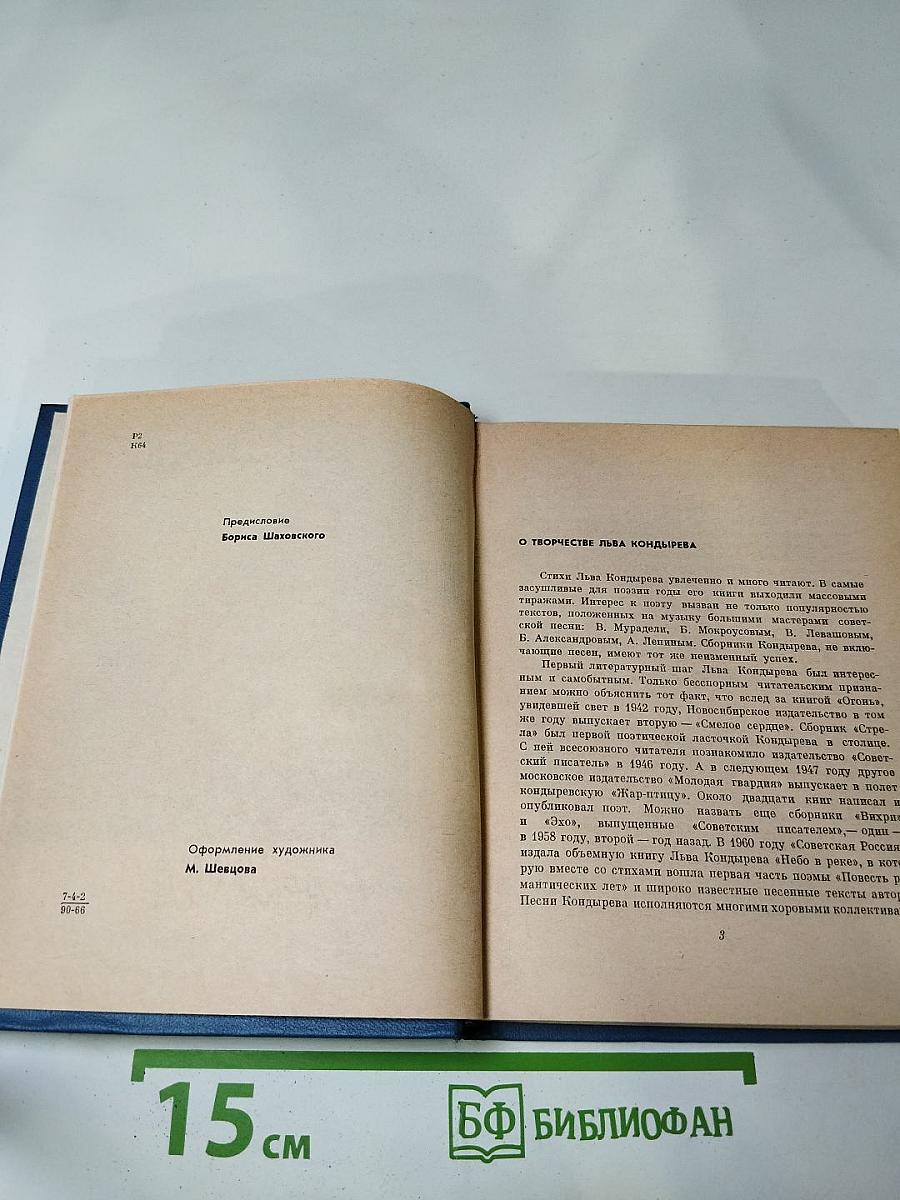 Р2
К64
Предисловие
Бориса Шаховского
Оформление художника
М. Шевцова
7-4-2
90-66
О ТВОРЧЕСТВЕ ЛЬВА КОНДЫРЕВА
Стихи Льва Кондырева увлеченно и много читают. В самые
засушливые для поэзии годы его книги выходили массовыми
тиражами. Интерес к поэту вызван не только популярностью
текстов, положенных на музыку большими мастерами совет-
ской песни: В. Мурадели, Б. Мокроусовым, В. Левашовым,
Б. Александровым, А. Лепиным. Сборники Кондырева, не вклю-
чающие песен, имеют тот же неизменный успех.
Первый литературный шаг Льва Кондырева был интерес-
ным и самобытным. Только бесспорным читательским призна-
нием можно объяснить тот факт, что вслед за книгой «Огонь»,
увидевшей свет в 1942 году, Новосибирское издательство в том
же году выпускает вторую — «Смелое сердце». Сборник «Стре-
ла» был первой поэтической ласточкой Кондырева в столице.
С ней всесоюзного читателя познакомило издательство «Совет-
ский писатель» в 1946 году. А в следующем 1947 году другое
московское издательство «Молодая гвардия» выпускает в полет
кондыревскую «Жар-птицу». Около двадцати книг написал и
опубликовал поэт. Можно назвать еще сборники «Вихри»
и «Эхо», выпущенные «Советским писателем»,— один —
в 1958 году, второй — год назад. В 1960 году «Советская Россия
издала объемную книгу Льва Кондырева «Небо в реке», в кото
рую вместе со стихами вошла первая часть поэмы «Повесть р
мантических лет» и широко известные песенные тексты автор
Песни Кондырева исполняются многими хоровыми коллектива
3
15 см
БФ БИБЛИОФАН